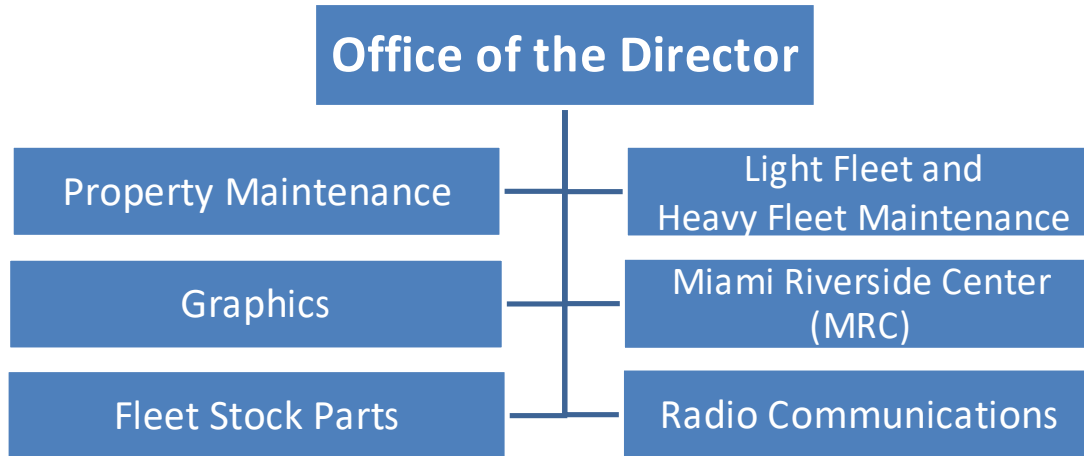 Office of the Director
Property Maintenance
Light Fleet and
Heavy Fleet Maintenance
Graphics
Miami Riverside Center
(MRC)
Fleet Stock Parts
Radio Communications